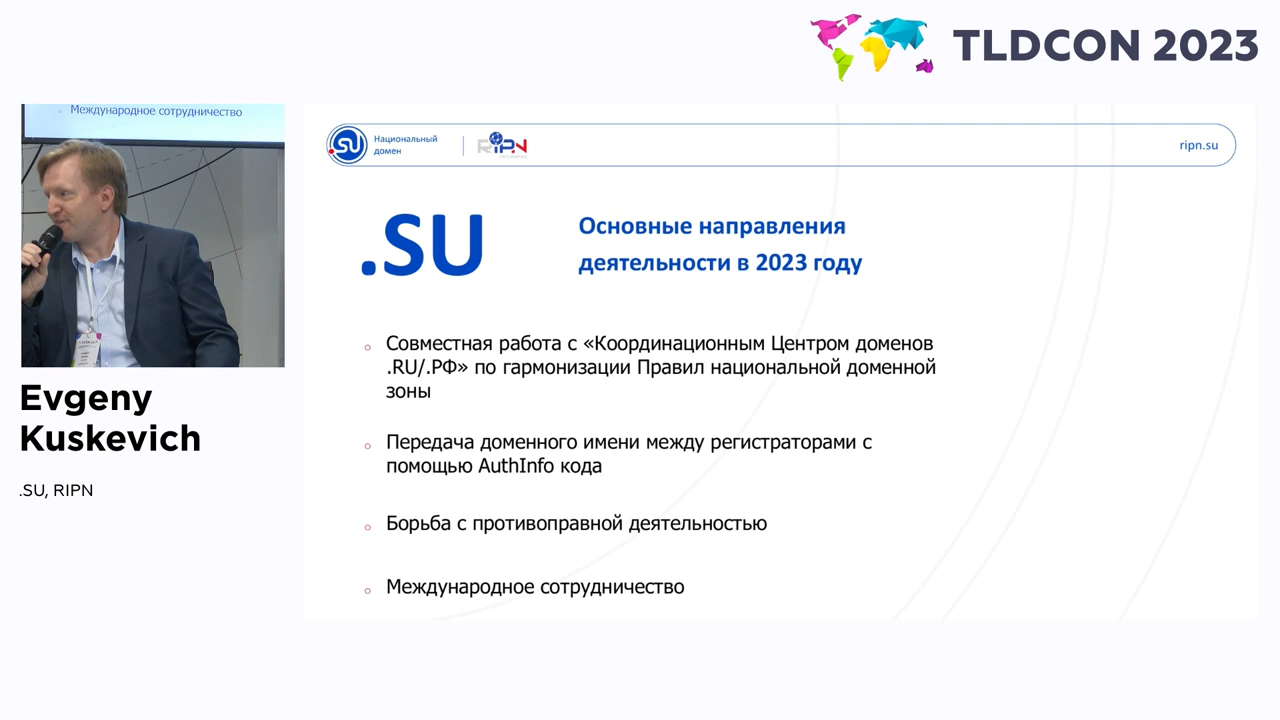 TLDCON 2023
Международное сотрудничество
Evgeny
Kuskevich
.SU, RIPN
.SU
Национальный
домен
RIPN
ripn.su
.SU
Основные направления
деятельности в 2023 году
Совместная работа с «Координационным Центром доменов
.RU/.РФ» по гармонизации Правил национальной доменной
зоны
Передача доменного имени между регистраторами с
помощью AuthInfo кода
Борьба с противоправной деятельностью
Международное сотрудничество